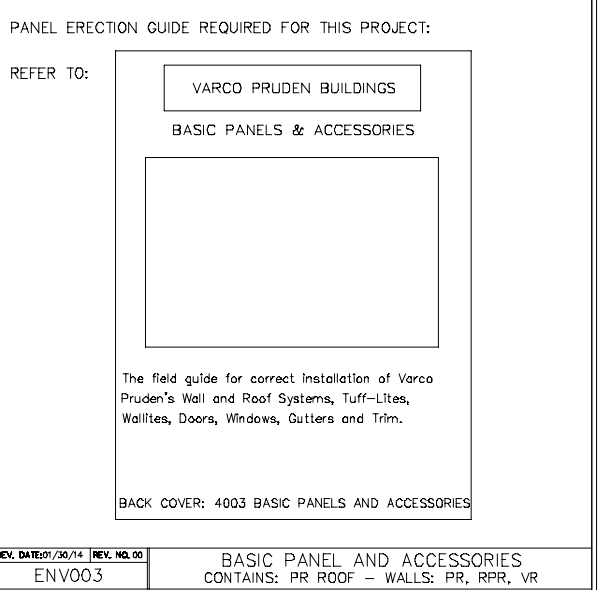 PANEL ERECTION GUIDE REQUIRED FOR THIS PROJECT:
REFER TO:
VARCO PRUDEN BUILDINGS
BASIC PANELS & ACCESSORIES
The field guide for correct installation of Varco
Pruden's Wall and Roof Systems, Tuff-Lites,
Wallites, Doors, Windows, Gutters and Trim.
BACK COVER: 4003 BASIC PANELS AND ACCESSORIES
EV. DATE:01/30/14 REV. NO. 00
ENV003
BASIC PANEL AND ACCESSORIES
CONTAINS: PR ROOF – WALLS: PR, RPR, VR